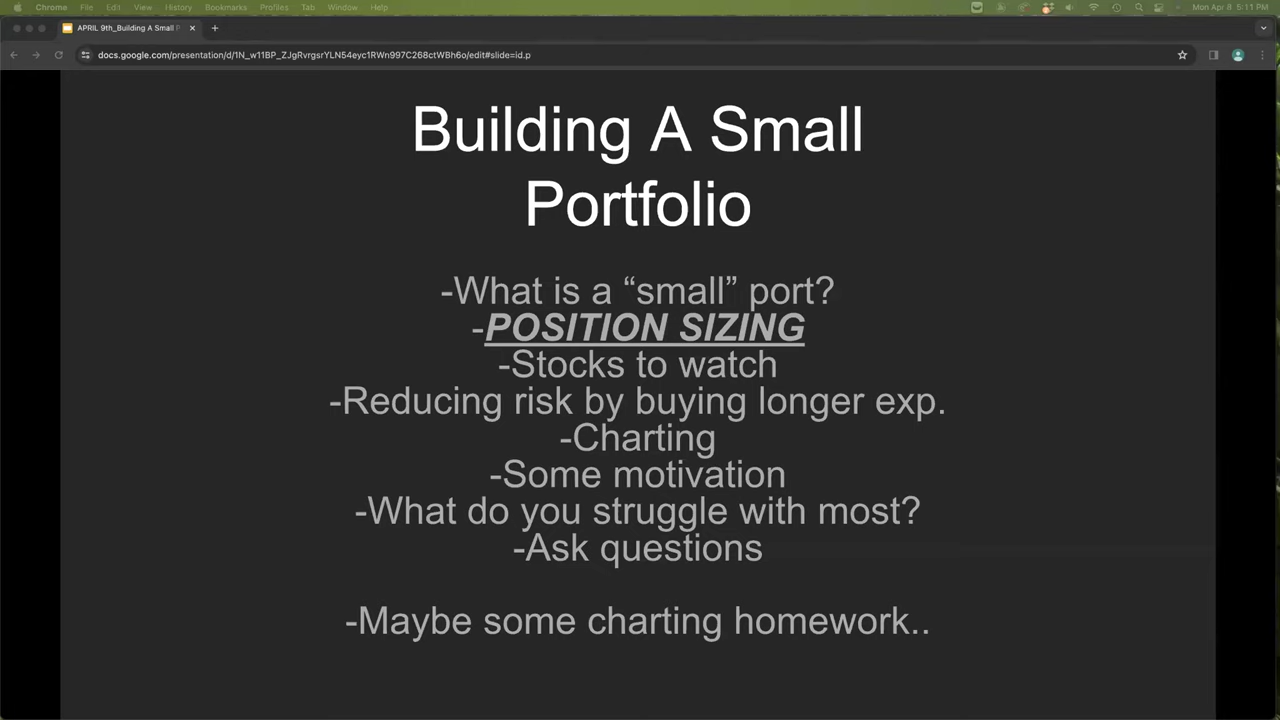 Chrome File Edit View History Bookmarks Profiles Tab Window Help Mon Apr 8 5:11 PM
APRIL 9th_Building A Small P
docs.google.com/presentation/d/1N_w11BP_ZJgRvrgsrYLN54eyc1RWn997C268ctWBh6o/edit#slide=id.p
Building A Small
Portfolio
-What is a “small” port?
-POSITION SIZING
-Stocks to watch
-Reducing risk by buying longer exp.
-Charting
-Some motivation
-What do you struggle with most?
-Ask questions
-Maybe some charting homework..